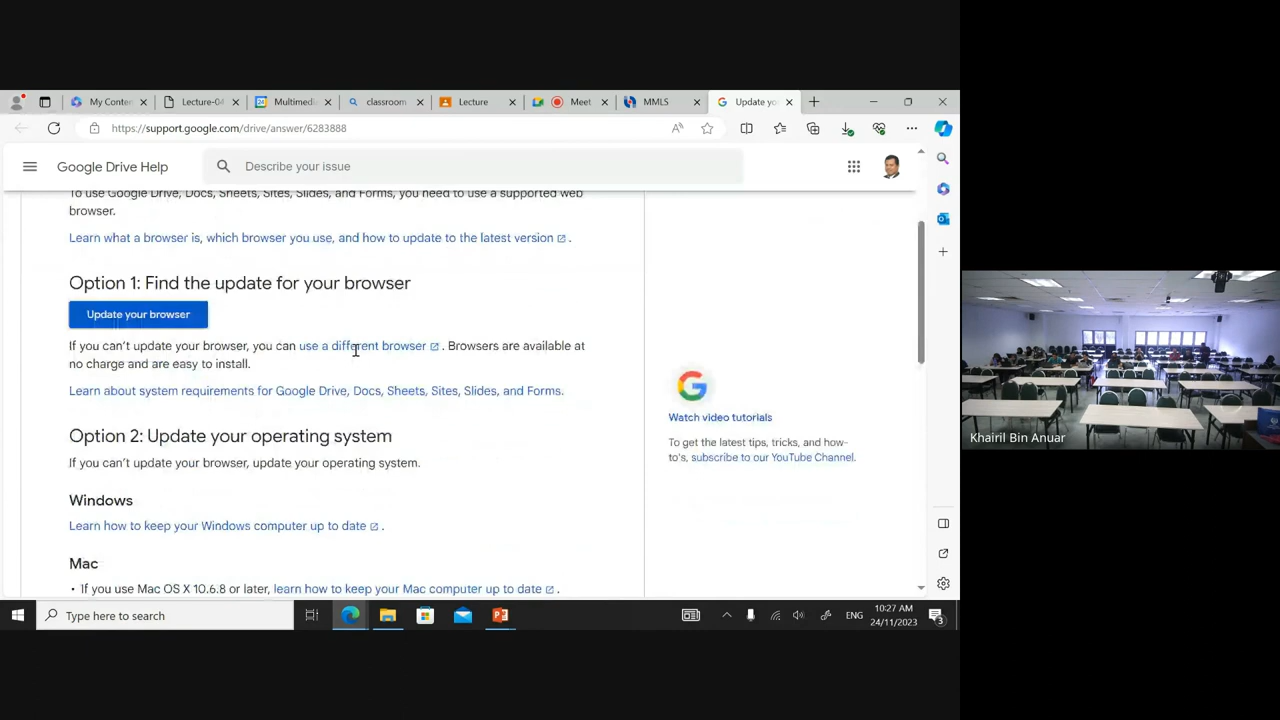 My Conter
Lecture-04
Multimedi
classroom
Lecture
Meet
MMLS
Update yo
https://support.google.com/drive/answer/6283888
Google Drive Help
Describe your issue
To use Google Drive, Docs, Sheets, Sites, Slides, and Forms, you need to use a supported web
browser.
Learn what a browser is, which browser you use, and how to update to the latest version .
Option 1: Find the update for your browser
Update your browser
If you can't update your browser, you can use a different browser . Browsers are available at
no charge and are easy to install.
Learn about system requirements for Google Drive, Docs, Sheets, Sites, Slides, and Forms.
Option 2: Update your operating system
If you can't update your browser, update your operating system.
Windows
Learn how to keep your Windows computer up to date .
Mac
• If you use Mac OS X 10.6.8 or later, learn how to keep your Mac computer up to date .
Watch video tutorials
To get the latest tips, tricks, and how-
to's, subscribe to our YouTube Channel.
Khairil Bin Anuar
Type here to search
ENG
10:27 AM
24/11/2023
3